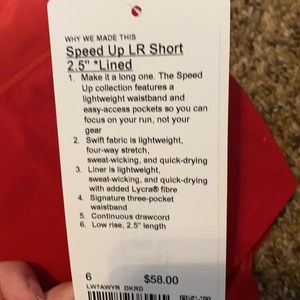 WHY WE MADE THIS
Speed Up LR Short
2.5" *Lined
1. Make it a long one. The Speed
Up collection features a
lightweight waistband and
easy-access pockets so you can
focus on your run, not your
gear
2. Swift fabric is lightweight,
four-way stretch,
sweat-wicking, and quick-drying
3. Liner is lightweight,
sweat-wicking and quick-drying
with added Lycra® fibre
4. Signature three-pocket
waistband
5. Continuous drawcord
6. Low rise, 2.5" length
6 $58.00
LW7AWYR DKRD